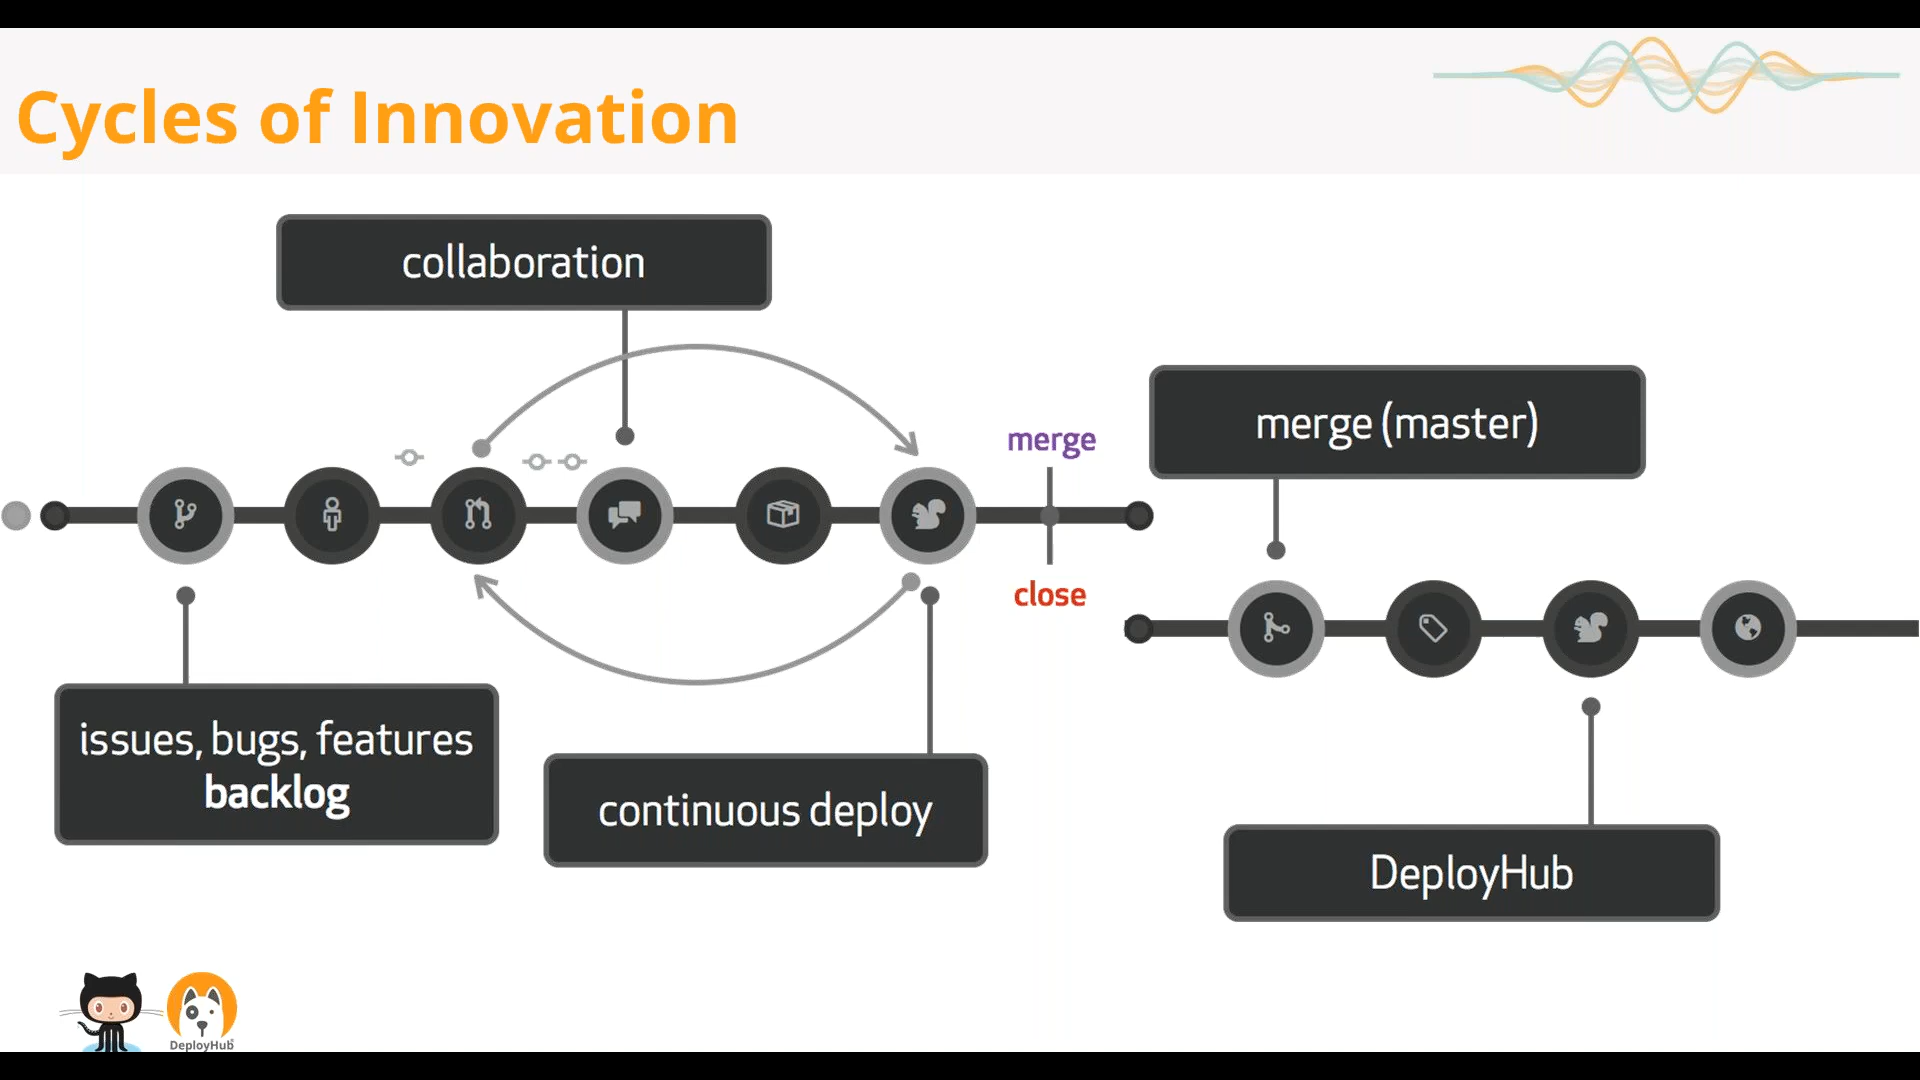 Cycles of Innovation
collaboration
merge
merge (master)
close
issues, bugs, features
backlog
continuous deploy
DeployHub
DeployHub